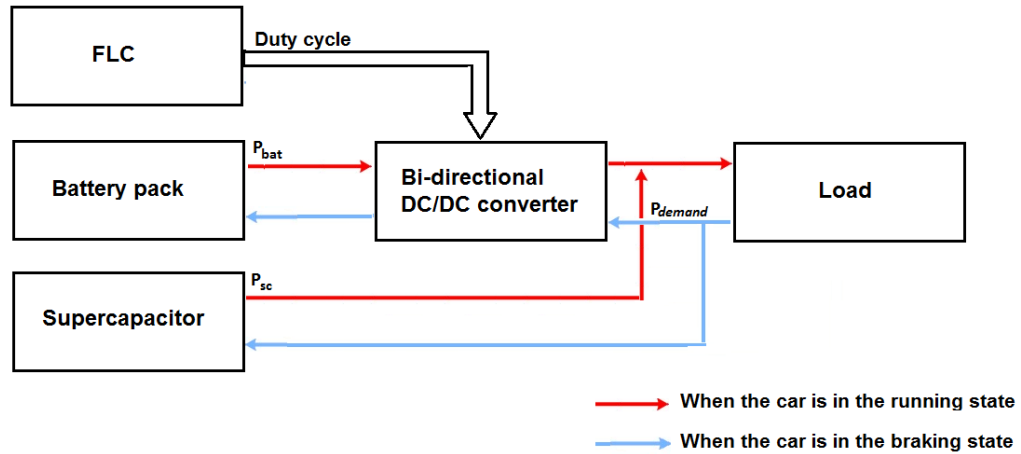 FLC
Duty cycle
Battery pack
Pbat
Bi-directional
DC/DC converter
Pdemand
Load
Supercapacitor
Psc
When the car is in the running state
When the car is in the braking state